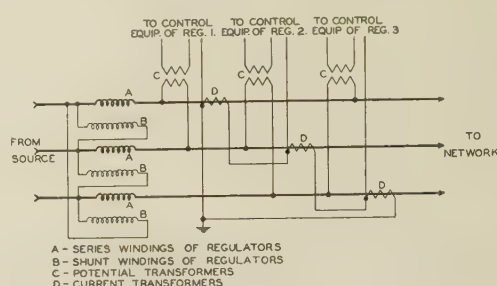 TO CONTROL TO CONTROL TO CONTROL
EQUIP. OF REG. 1. EQUIP. OF REG. 2. EQUIP OF REG. 3
C C C
A D
B
FROM
SOURCE
A D
B
TO
NETWORK
A D
B
A - SERIES WINDINGS OF REGULATORS
B - SHUNT WINDINGS OF REGULATORS
C - POTENTIAL TRANSFORMERS
D - CURRENT TRANSFORMERS